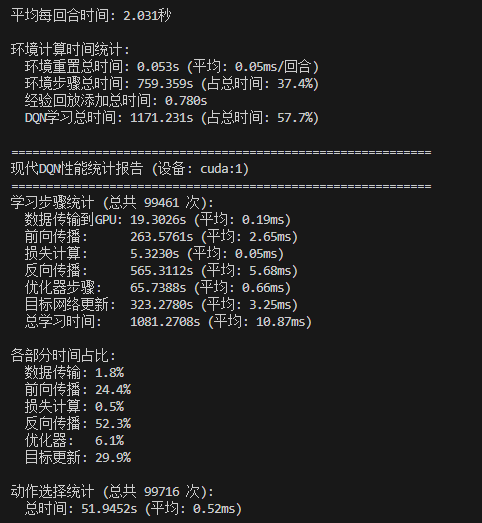 平均每回合时间: 2.031秒
环境计算时间统计:
环境重置总时间: 0.053s (平均: 0.05ms/回合)
环境步骤总时间: 759.359s (占总时间: 37.4%)
经验回放添加总时间: 0.780s
DQN学习总时间: 1171.231s (占总时间: 57.7%)
============================================================
现代DQN性能统计报告 (设备: cuda:1)
============================================================
学习步骤统计 (总共 99461 次):
数据传输到GPU: 19.3026s (平均: 0.19ms)
前向传播: 263.5761s (平均: 2.65ms)
损失计算: 5.3230s (平均: 0.05ms)
反向传播: 565.3112s (平均: 5.68ms)
优化器步骤: 65.7388s (平均: 0.66ms)
目标网络更新: 323.2780s (平均: 3.25ms)
总学习时间: 1081.2708s (平均: 10.87ms)
各部分时间占比:
数据传输: 1.8%
前向传播: 24.4%
损失计算: 0.5%
反向传播: 52.3%
优化器: 6.1%
目标更新: 29.9%
动作选择统计 (总共 99716 次):
总时间: 51.9452s (平均: 0.52ms)